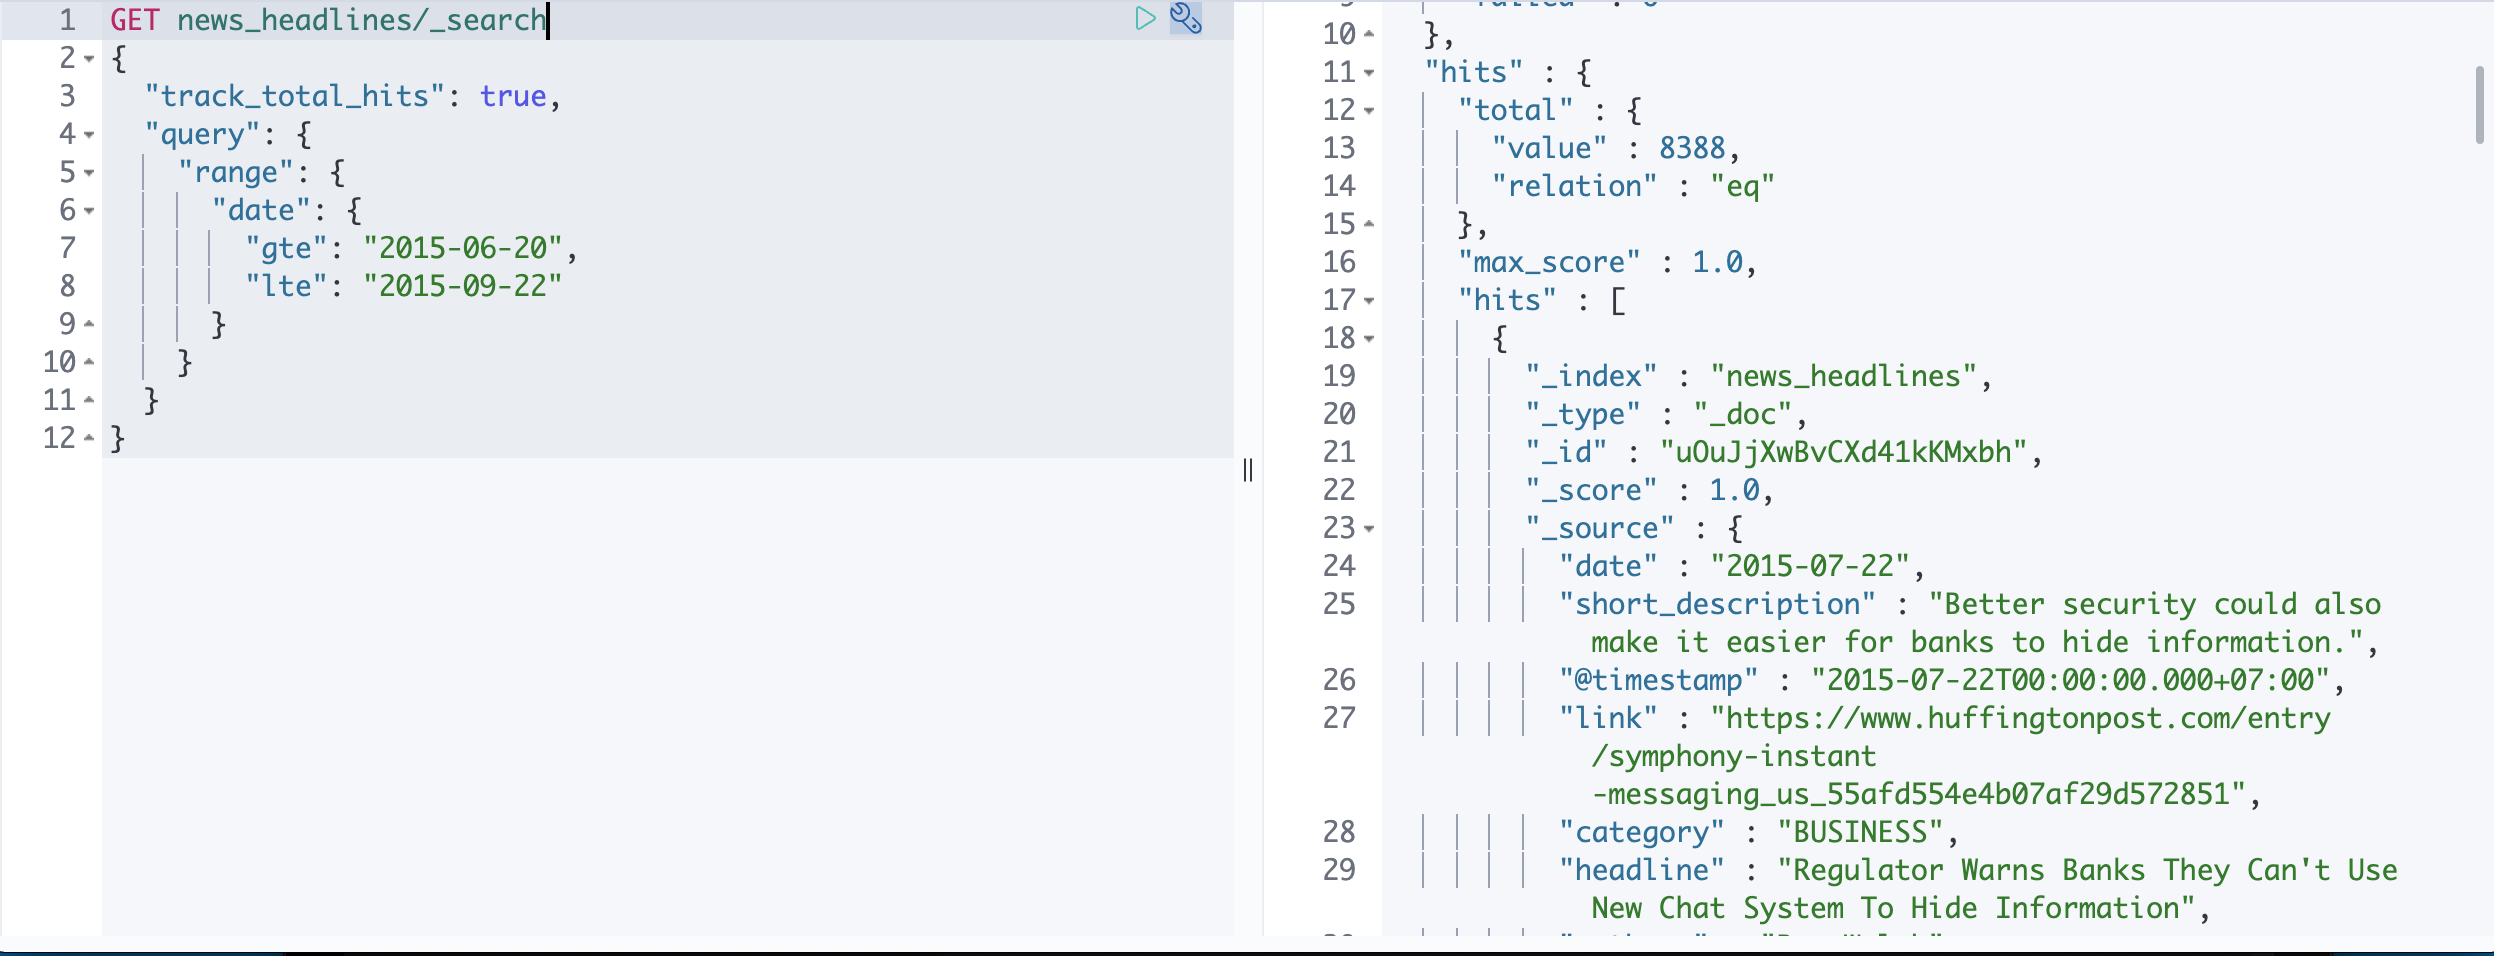 1 GET news_headlines/_search
2 {
3 "track_total_hits": true,
4 "query": {
5 "range": {
6 "date": {
7 "gte": "2015-06-20",
8 "lte": "2015-09-22"
9 }
10 }
11 }
12 }
10 },
11 "hits" : {
12 "total" : {
13 "value" : 8388,
14 "relation" : "eq"
15 },
16 "max_score" : 1.0,
17 "hits" : [
18 {
19 "_index" : "news_headlines",
20 "_type" : "_doc",
21 "_id" : "uOuJjXwBvCXd41kKMxbh",
22 "_score" : 1.0,
23 "_source" : {
24 "date" : "2015-07-22",
25 "short_description" : "Better security could also
make it easier for banks to hide information.",
26 "@timestamp" : "2015-07-22T00:00:00.000+07:00",
27 "link" : "https://www.huffingtonpost.com/entry
/symphony-instant
-messaging_us_55afd554e4b07af29d572851",
28 "category" : "BUSINESS",
29 "headline" : "Regulator Warns Banks They Can't Use
New Chat System To Hide Information",